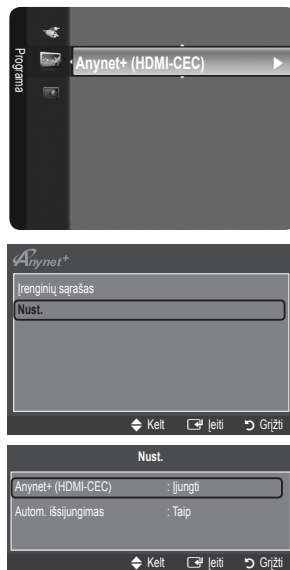 Programa
Anynet+ (HDMI-CEC)
Anynet+
Įrenginių sąrašas
Nust.
Kelt Įeiti Grįžti
Nust.
Anynet+ (HDMI-CEC) : Įjungti
Autom. išsijungimas : Taip
Kelt Įeiti Grįžti